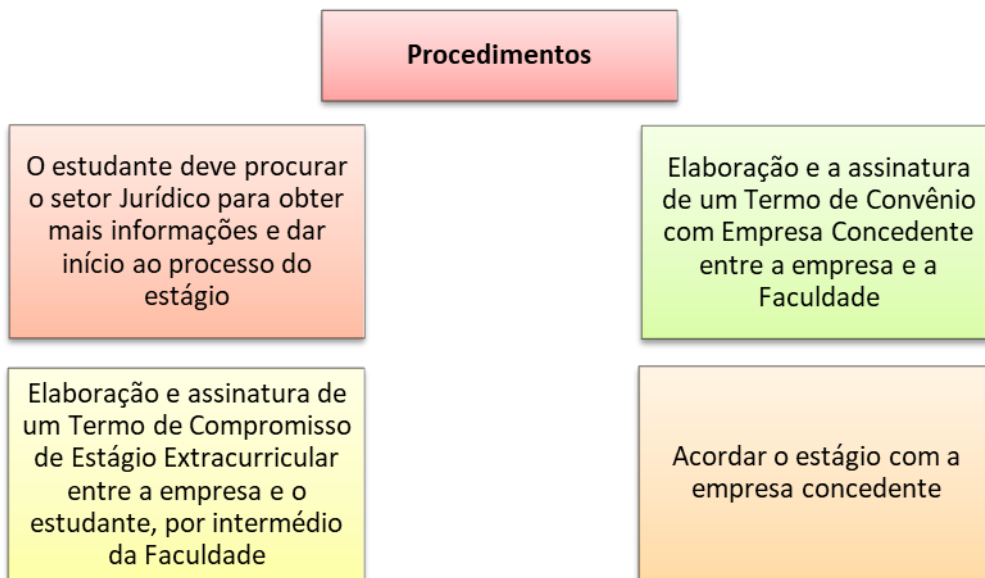 Procedimentos
O estudante deve procurar
o setor Jurídico para obter
mais informações e dar
início ao processo do
estágio
Elaboração e a assinatura
de um Termo de Convênio
com Empresa Concedente
entre a empresa e a
Faculdade
Elaboração e assinatura de
um Termo de Compromisso
de Estágio Extracurricular
entre a empresa e o
estudante, por intermédio
da Faculdade
Acordar o estágio com a
empresa concedente